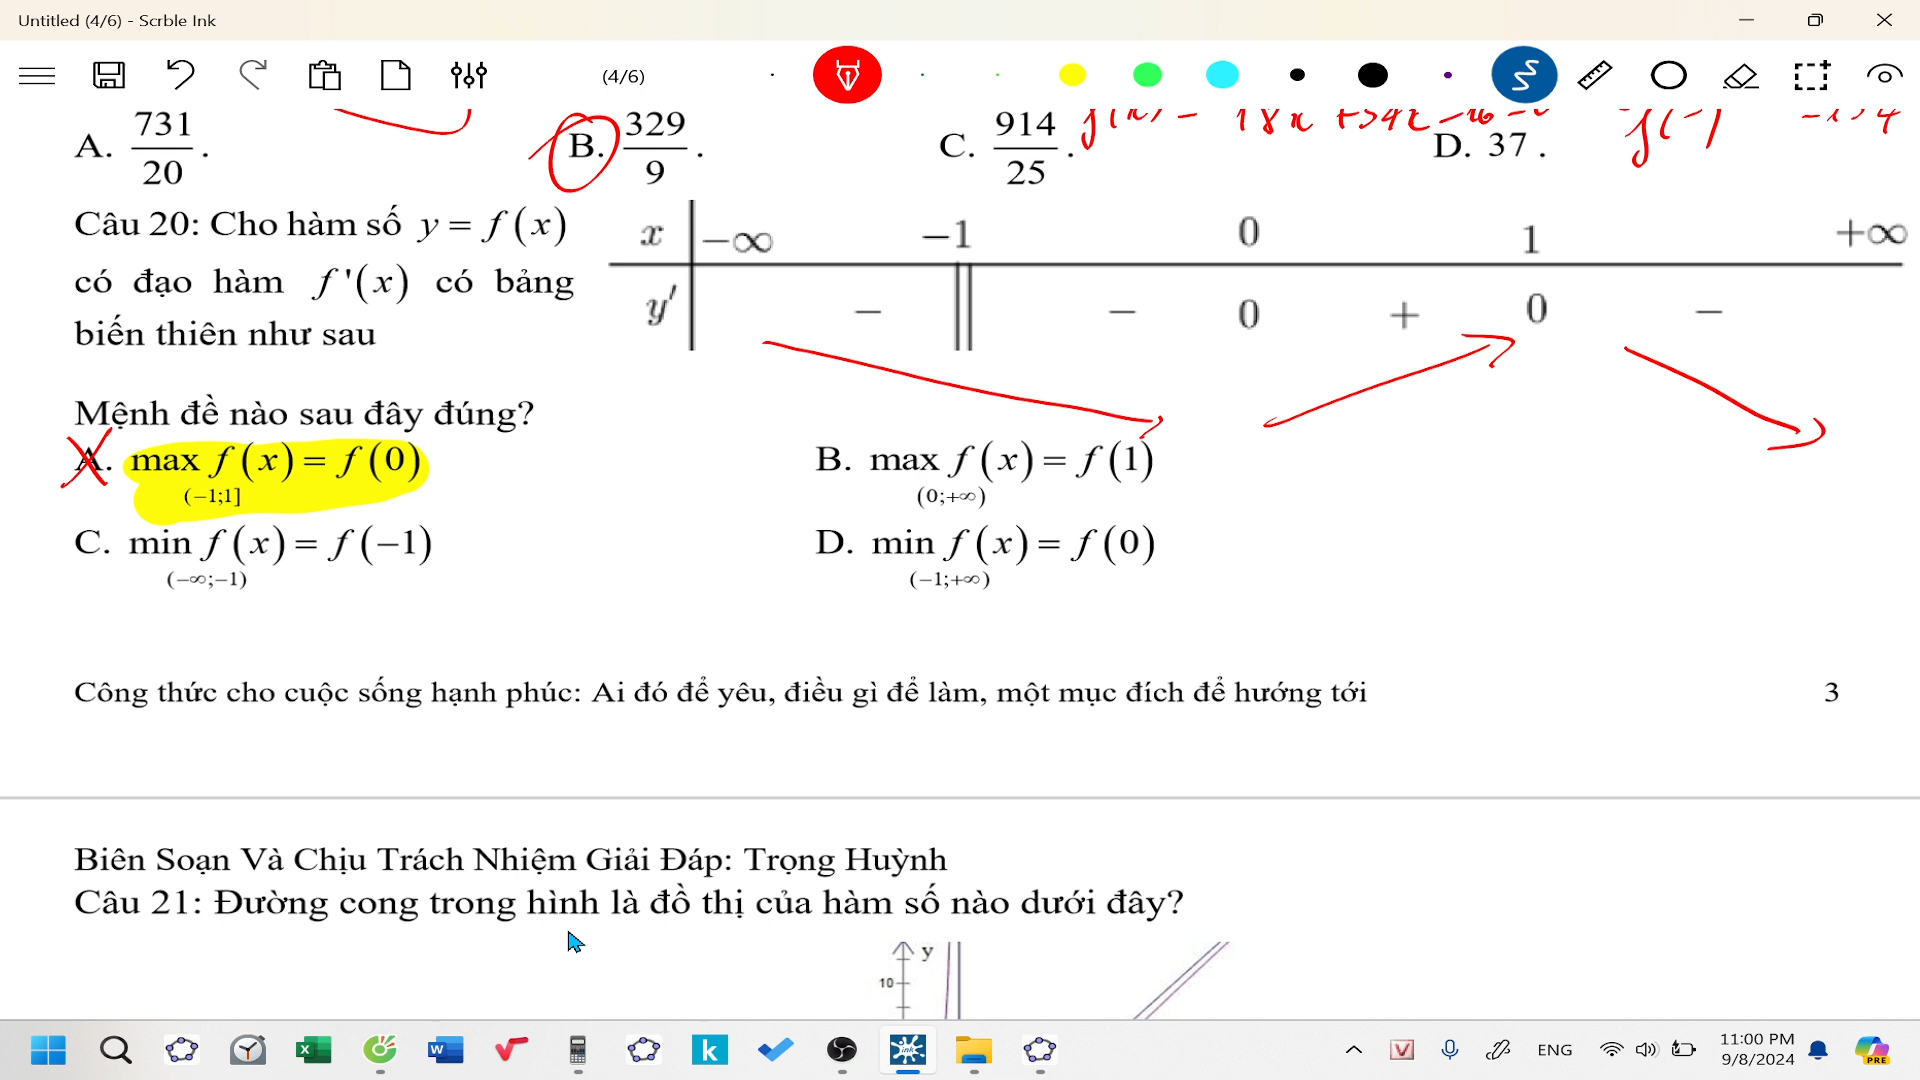 Untitled (4/6) - Scrble Ink
(4/6)
A. 731/20 . B. 329/9 . C. 914/25 . D. 37 .
Câu 20: Cho hàm số y = f(x)
có đạo hàm f'(x) có bảng
biến thiên như sau
x −∞ −1 0 1 +∞
y' − − 0 + 0 −
Mệnh đề nào sau đây đúng?
A. max f(x) = f(0) B. max f(x) = f(1)
(−1;1] (0;+∞)
C. min f(x) = f(−1) D. min f(x) = f(0)
(−∞;−1) (−1;+∞)
Công thức cho cuộc sống hạnh phúc: Ai đó để yêu, điều gì để làm, một mục đích để hướng tới 3
Biên Soạn Và Chịu Trách Nhiệm Giải Đáp: Trọng Huỳnh
Câu 21: Đường cong trong hình là đồ thị của hàm số nào dưới đây?
y
10
ENG
11:00 PM
9/8/2024